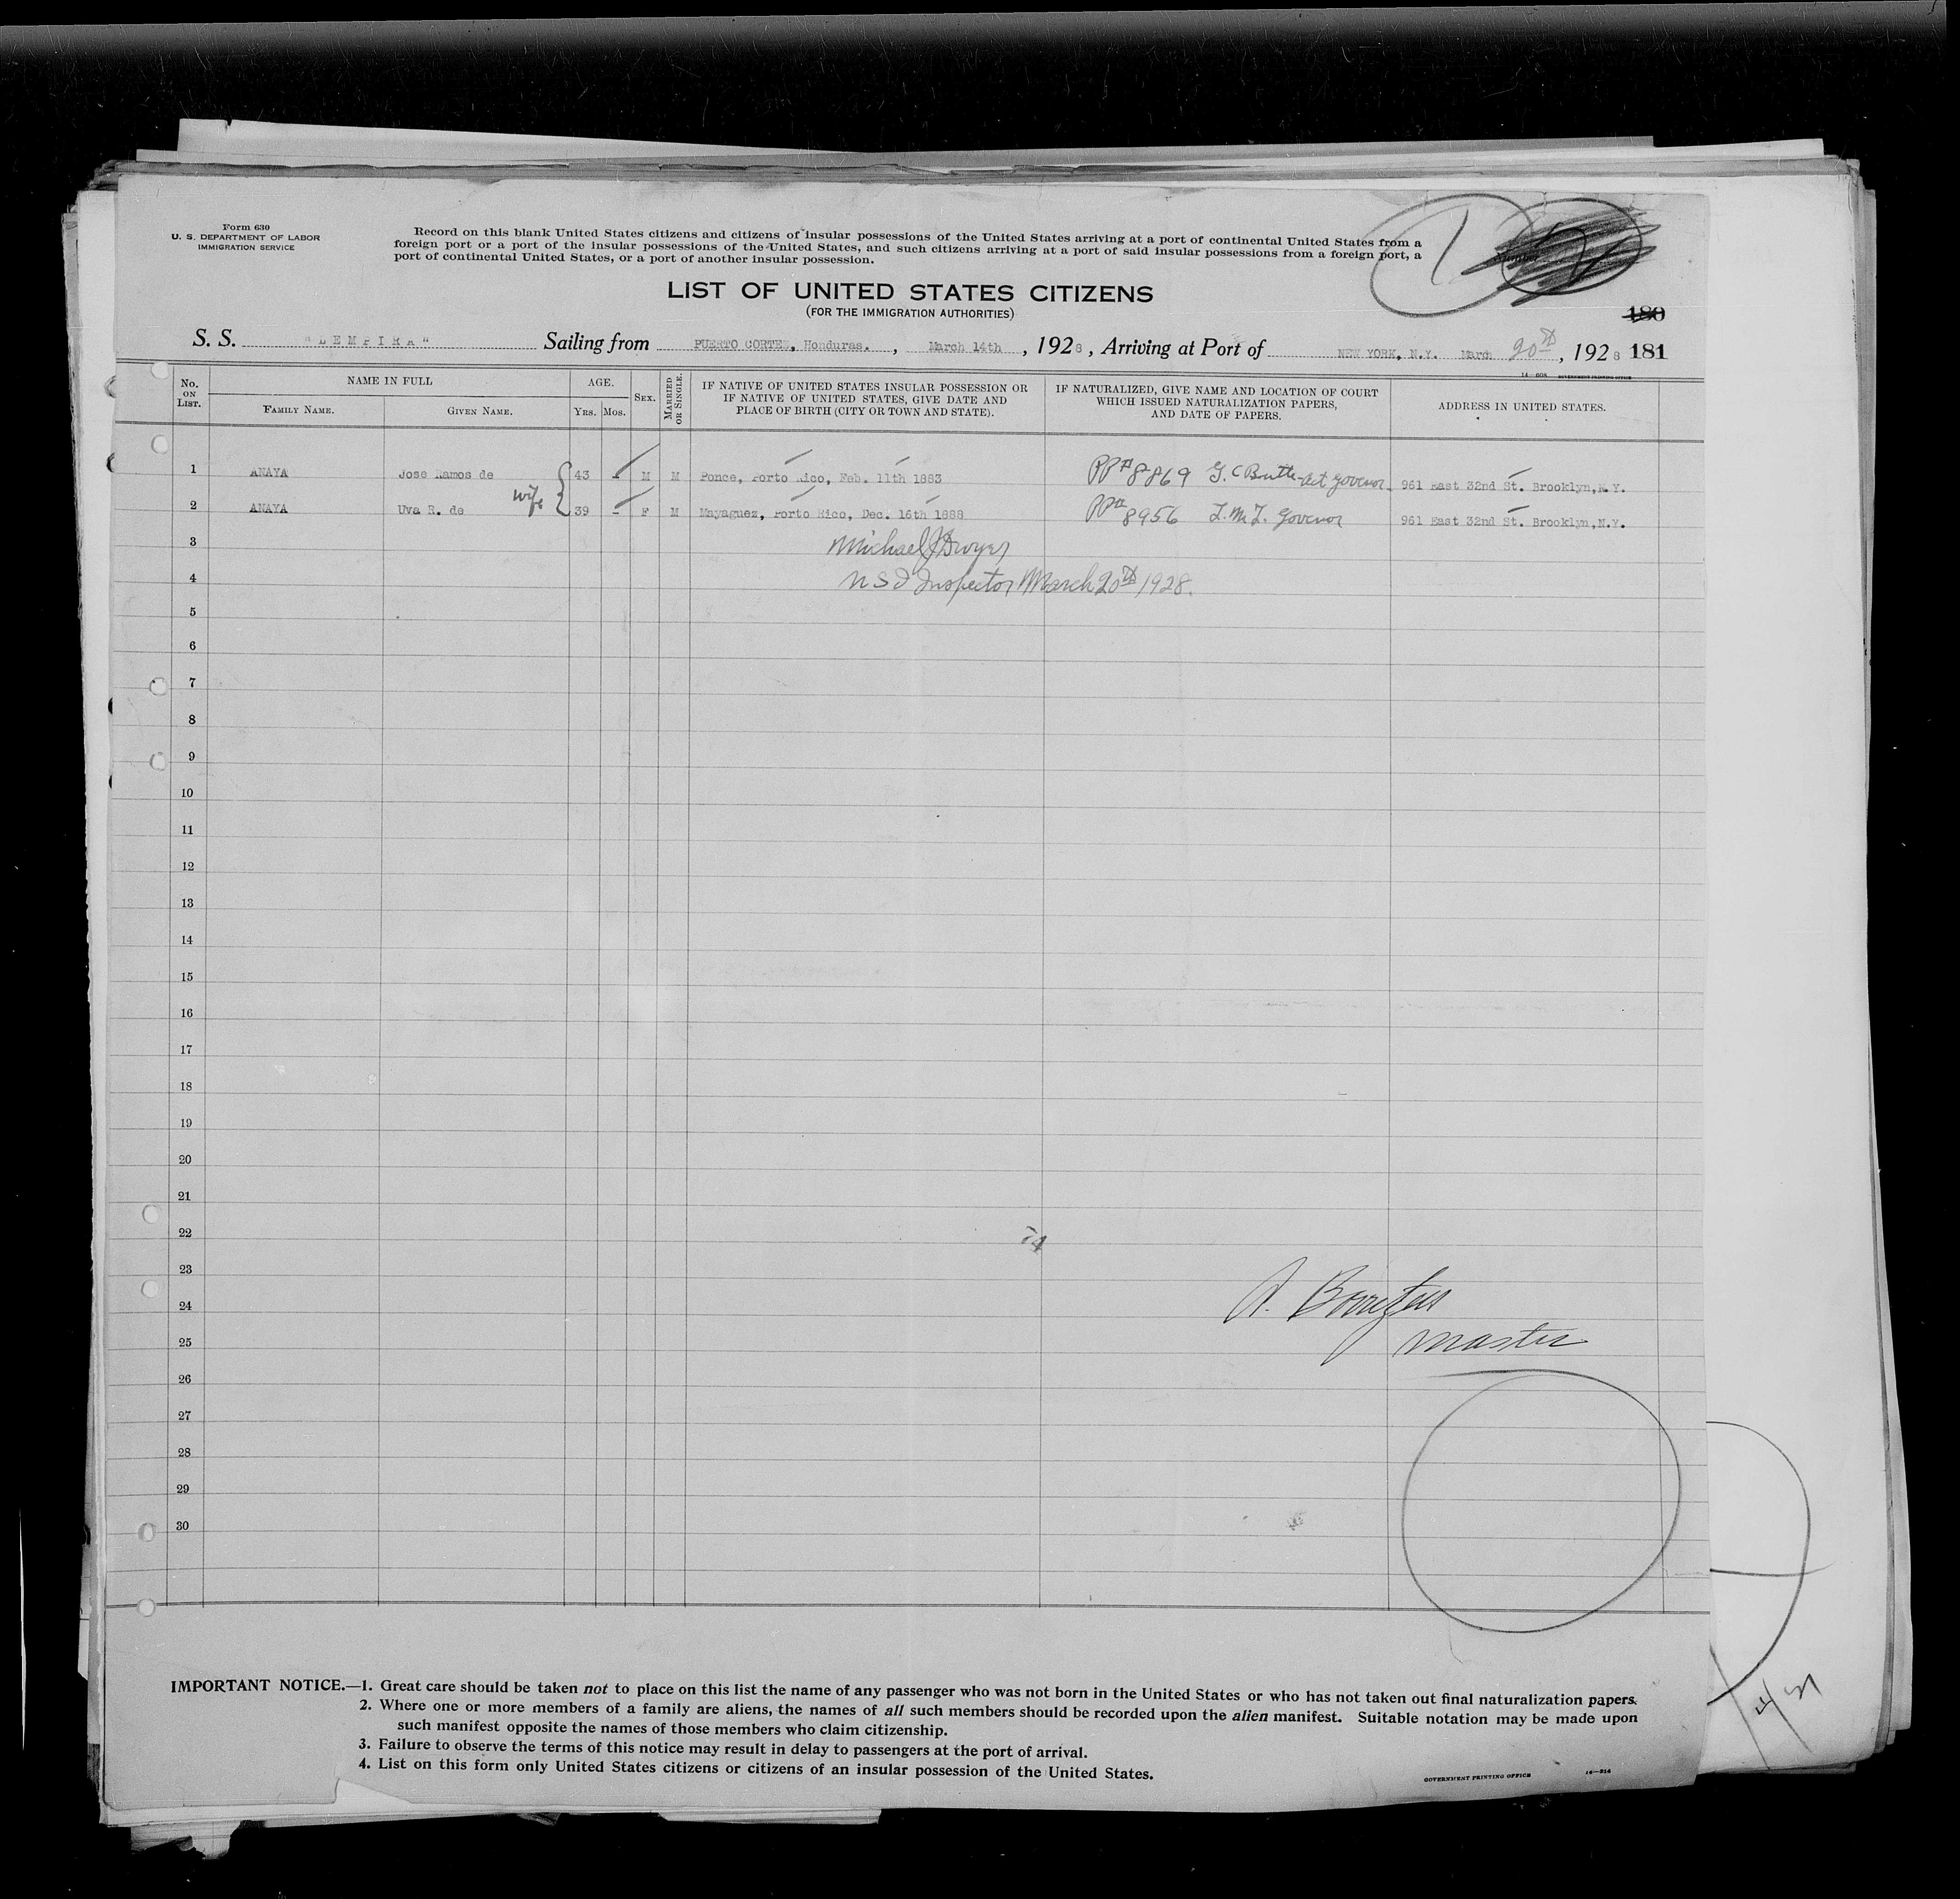 Form 630
U. S. DEPARTMENT OF LABOR
IMMIGRATION SERVICE
Record on this blank United States citizens and citizens of insular possessions of the United States arriving at a port of continental United States from a
foreign port or a port of the insular possessions of the United States, and such citizens arriving at a port of said insular possessions from a foreign port, a
port of continental United States, or a port of another insular possession.
1
LIST OF UNITED STATES CITIZENS
(FOR THE IMMIGRATION AUTHORITIES)
180
S. S. "LEMPIRA" Sailing from PUERTO CORTEZ, Honduras. , March 14th , 1928 , Arriving at Port of NEW YORK, N.Y. March 20th , 1928 181
GOVERNMENT PRINTING OFFICE
No. ON LIST. NAME IN FULL FAMILY NAME. GIVEN NAME. AGE. YRS. MOS. SEX. MARRIED OR SINGLE. IF NATIVE OF UNITED STATES INSULAR POSSESSION OR IF NATIVE OF UNITED STATES, GIVE DATE AND PLACE OF BIRTH (CITY OR TOWN AND STATE). IF NATURALIZED, GIVE NAME AND LOCATION OF COURT WHICH ISSUED NATURALIZATION PAPERS, AND DATE OF PAPERS. ADDRESS IN UNITED STATES.
1 ANAYA Jose Ramos de 43 - M M Ponce, Porto Rico, Feb. 11th 1883 PP# 8869 G. C Act Govenor 961 East 32nd St. Brooklyn, N.Y.
2 ANAYA Uva R. de wife 39 - F M Mayaguez, Porto Rico, Dec. 16th 1888 PP# 8956 Govenor 961 East 32nd St. Brooklyn, N.Y.
3 Michael J Dwyer
4 Inspector March 20th 1928.
5
6
7
8
9
10
11
12
13
14
15
16
17
18
19
20
21
22
23
24
25 master
26
27
28
29
30
IMPORTANT NOTICE.—1. Great care should be taken not to place on this list the name of any passenger who was not born in the United States or who has not taken out final naturalization papers.
2. Where one or more members of a family are aliens, the names of all such members should be recorded upon the alien manifest. Suitable notation may be made upon
such manifest opposite the names of those members who claim citizenship.
3. Failure to observe the terms of this notice may result in delay to passengers at the port of arrival.
4. List on this form only United States citizens or citizens of an insular possession of the United States.
GOVERNMENT PRINTING OFFICE